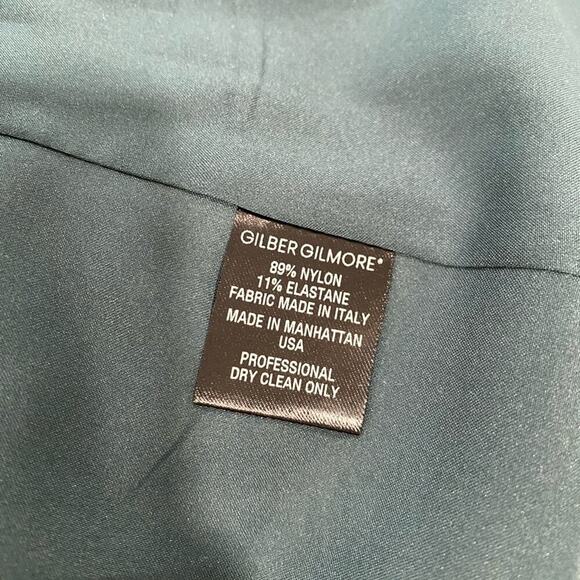 GILBER GILMORE®
89% NYLON
11% ELASTANE
FABRIC MADE IN ITALY
MADE IN MANHATTAN
USA
PROFESSIONAL
DRY CLEAN ONLY